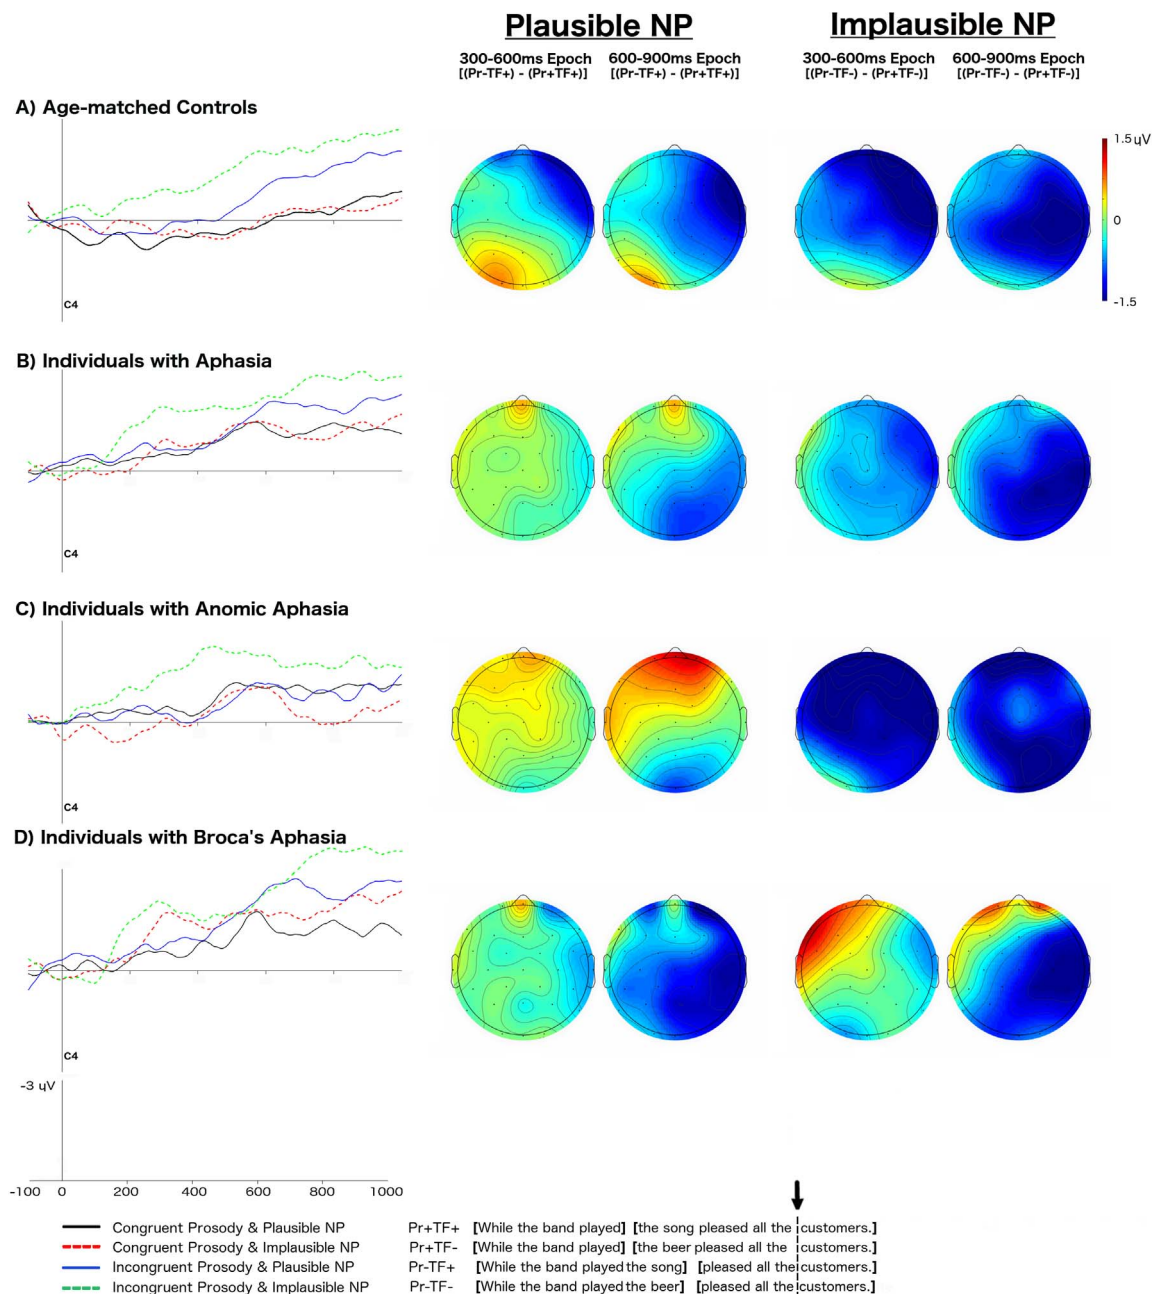 Plausible NP
Implausible NP
300-600ms Epoch
[(Pr-TF+) - (Pr+TF+)]
600-900ms Epoch
[(Pr-TF+) - (Pr+TF+)]
300-600ms Epoch
[(Pr-TF-) - (Pr+TF-)]
600-900ms Epoch
[(Pr-TF-) - (Pr+TF-)]
A) Age-matched Controls
C4
1.5 ųV
0
-1.5
B) Individuals with Aphasia
C4
C) Individuals with Anomic Aphasia
C4
D) Individuals with Broca's Aphasia
C4
-3 ųV
-100 0 200 400 600 800 1000
Congruent Prosody & Plausible NP Pr+TF+ [While the band played] [the song pleased all the customers.]
Congruent Prosody & Implausible NP Pr+TF- [While the band played] [the beer pleased all the customers.]
Incongruent Prosody & Plausible NP Pr-TF+ [While the band played the song] [pleased all the customers.]
Incongruent Prosody & Implausible NP Pr-TF- [While the band played the beer] [pleased all the customers.]